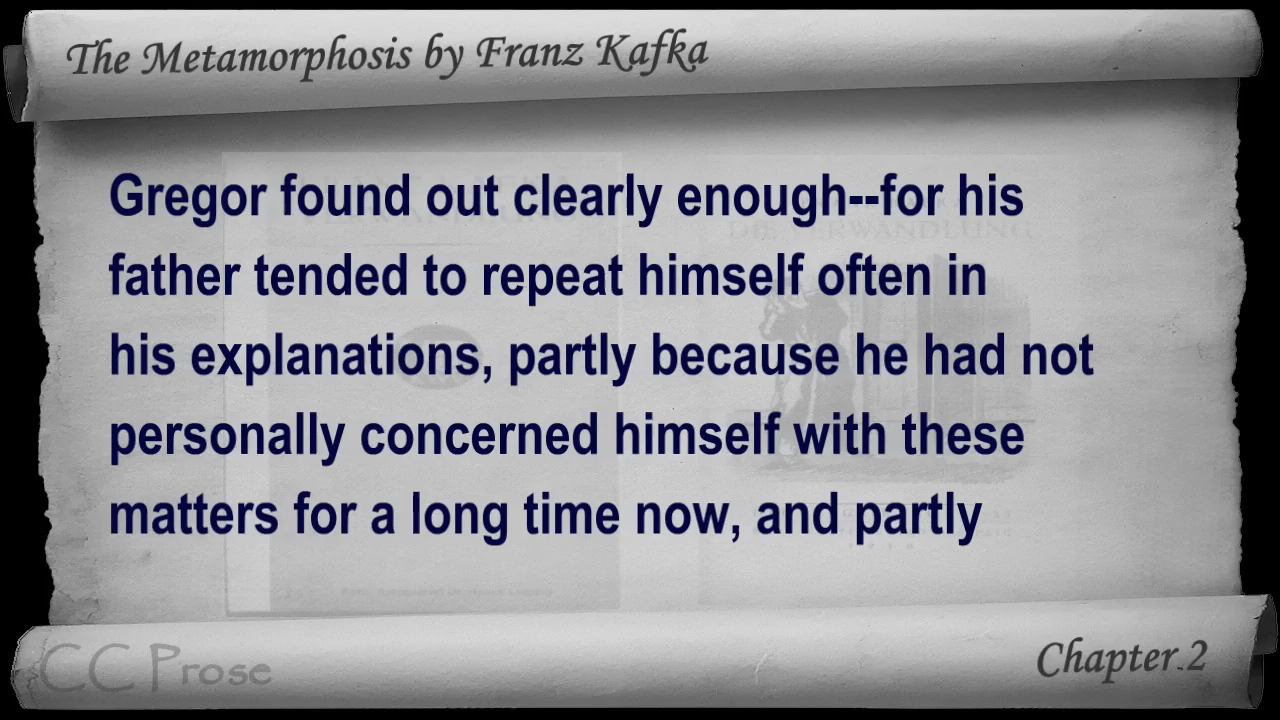 The Metamorphosis by Franz Kafka
Gregor found out clearly enough--for his
father tended to repeat himself often in
his explanations, partly because he had not
personally concerned himself with these
matters for a long time now, and partly
CC Prose
Chapter 2